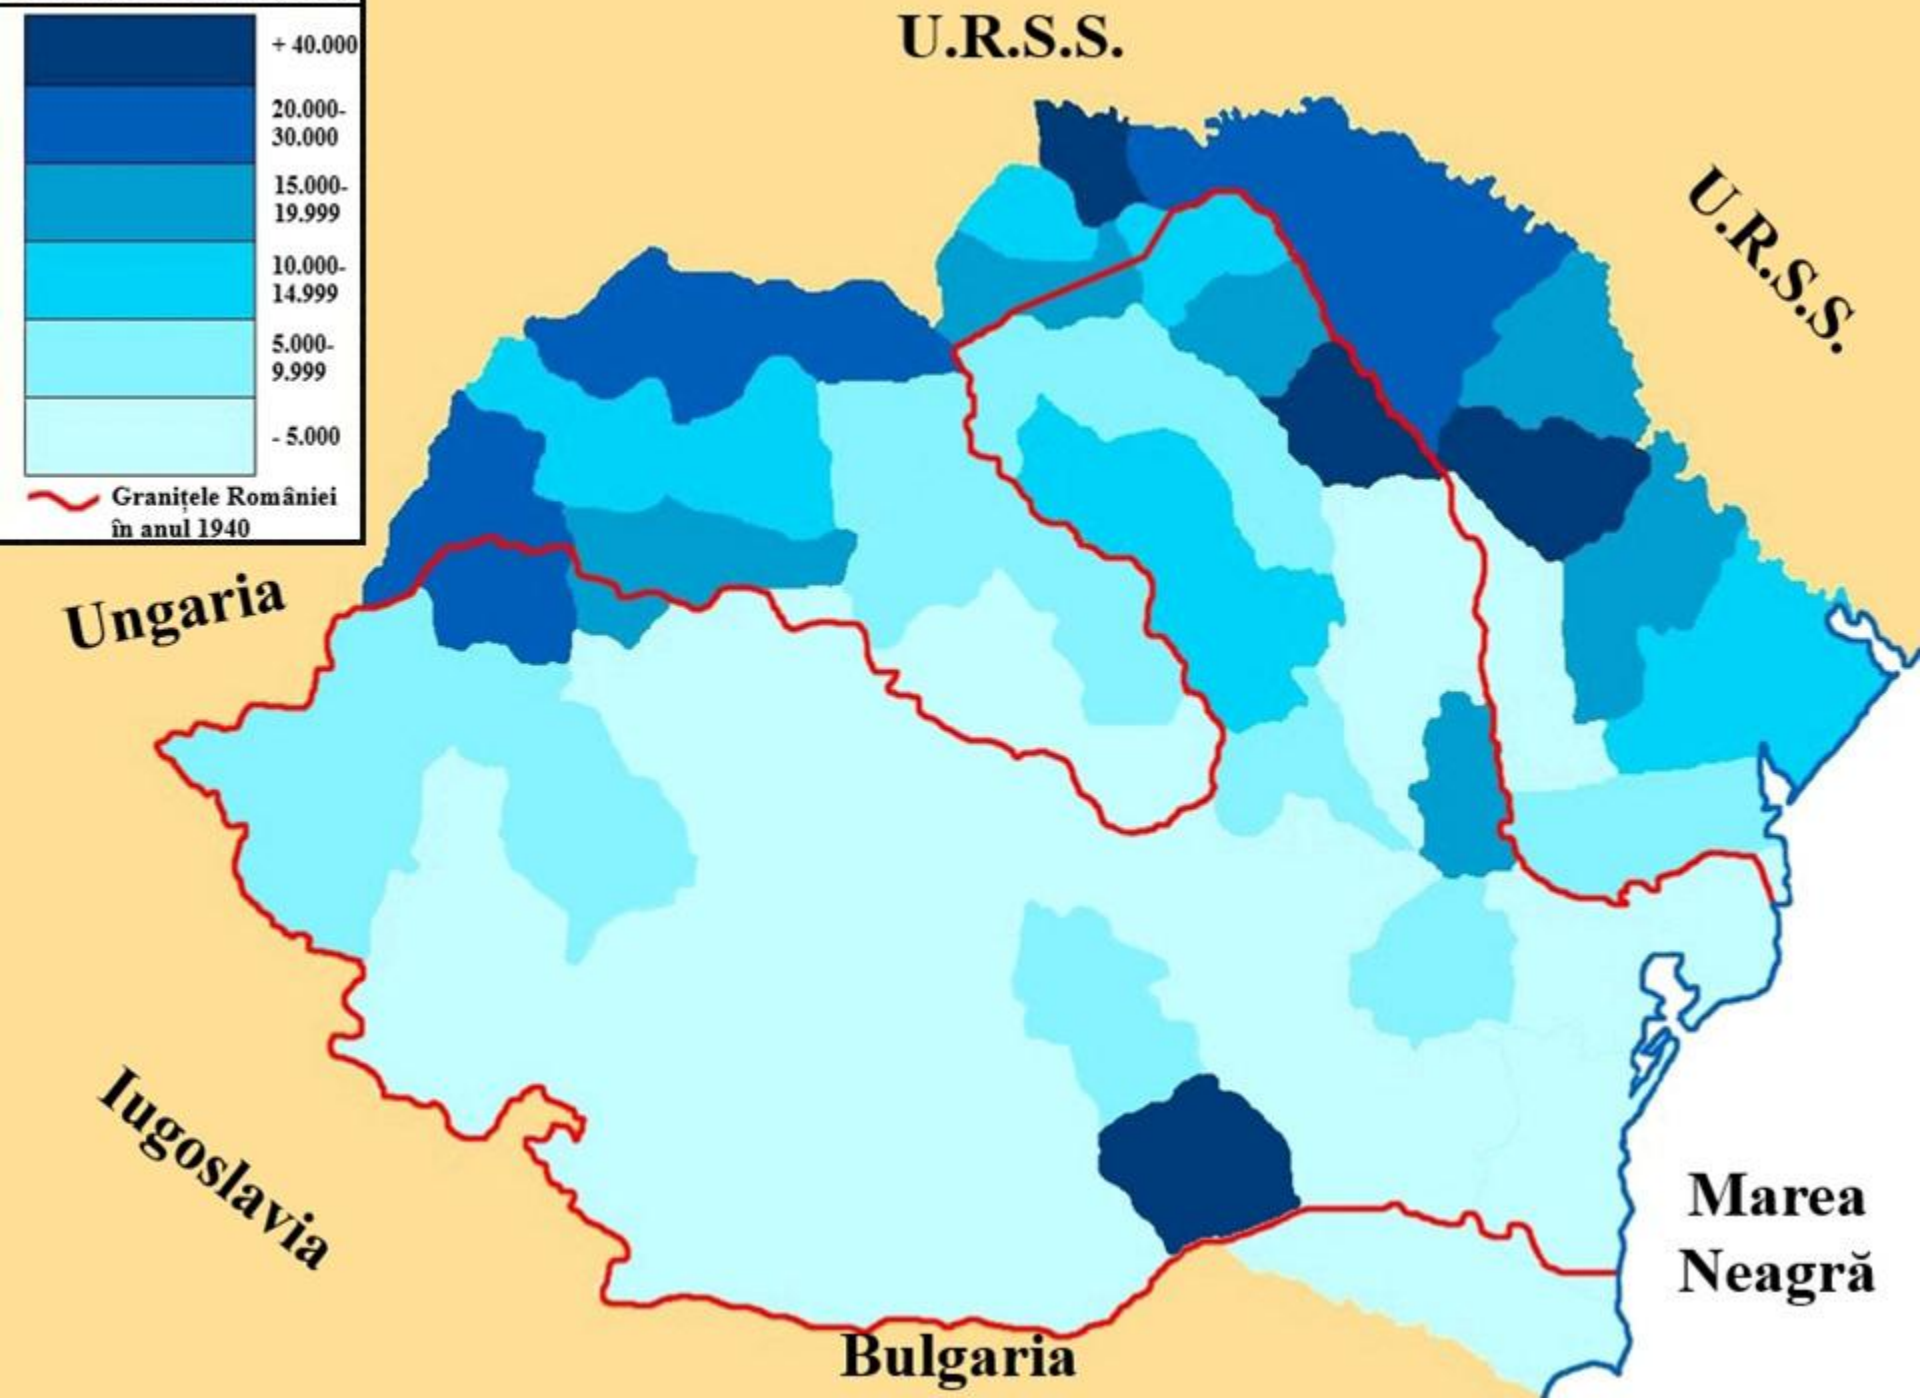 + 40.000
20.000-
30.000
15.000-
19.999
10.000-
14.999
5.000-
9.999
- 5.000
Granițele României
în anul 1940
U.R.S.S.
U.R.S.S.
Ungaria
Iugoslavia
Bulgaria
Marea
Neagră